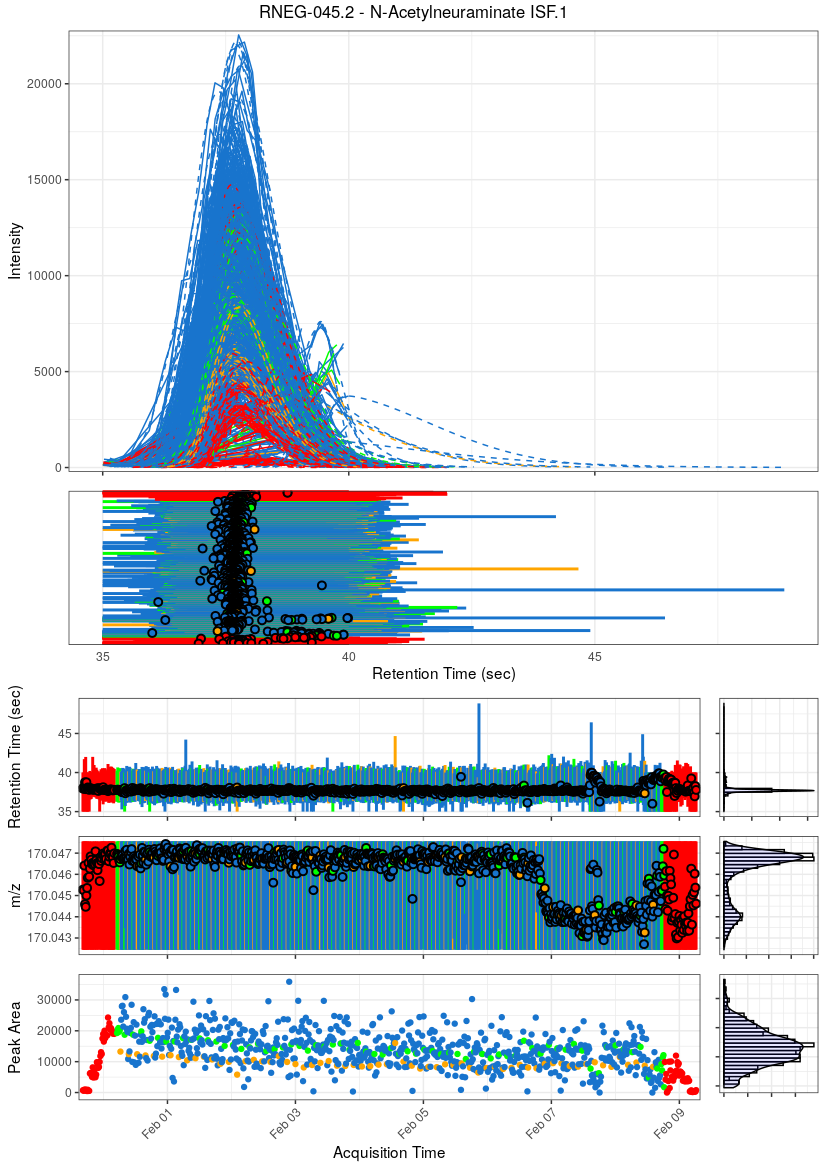 RNEG-045.2 - N-Acetylneuraminate ISF.1
20000
15000
10000
5000
0
Intensity
35
40
45
Retention Time (sec)
45
40
35
Retention Time (sec)
170.047
170.046
170.045
170.044
170.043
m/z
30000
20000
10000
0
Peak Area
Feb 01
Feb 03
Feb 05
Feb 07
Feb 09
Acquisition Time